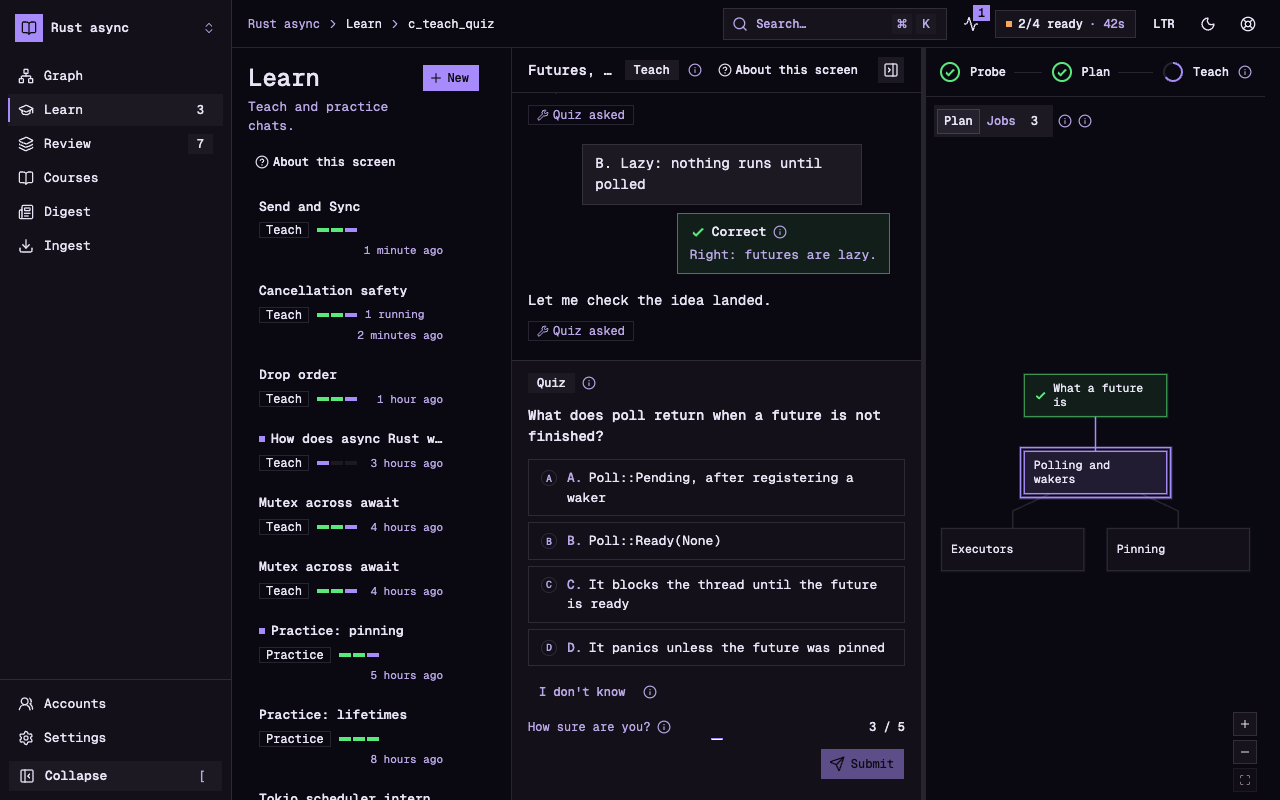 Rust async
Graph
Learn 3
Review 7
Courses
Digest
Ingest
Accounts
Settings
Collapse [
Rust async > Learn > c_teach_quiz
Search… ⌘ K
1
2/4 ready · 42s
LTR
Learn
+ New
Teach and practice
chats.
About this screen
Send and Sync
Teach
1 minute ago
Cancellation safety
Teach 1 running
2 minutes ago
Drop order
Teach 1 hour ago
How does async Rust w…
Teach 3 hours ago
Mutex across await
Teach 4 hours ago
Mutex across await
Teach 4 hours ago
Practice: pinning
Practice
5 hours ago
Practice: lifetimes
Practice
8 hours ago
Tokio scheduler intern
Futures, … Teach About this screen
Quiz asked
B. Lazy: nothing runs until
polled
Correct
Right: futures are lazy.
Let me check the idea landed.
Quiz asked
Quiz
What does poll return when a future is not
finished?
A A. Poll::Pending, after registering a
waker
B B. Poll::Ready(None)
C C. It blocks the thread until the future
is ready
D D. It panics unless the future was pinned
I don't know
How sure are you? 3 / 5
Submit
Probe Plan Teach
Plan Jobs 3
What a future
is
Polling and
wakers
Executors
Pinning